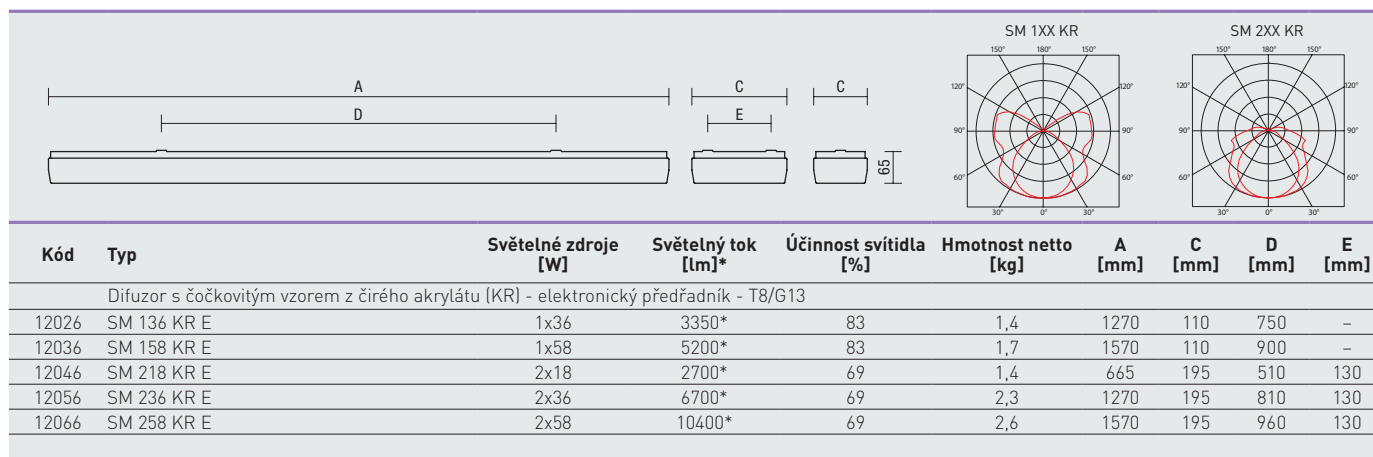 SM 1XX KR
SM 2XX KR
150° 180° 150°
150° 180° 150°
120° 120°
120° 120°
90° 90°
90° 90°
60° 60°
60° 60°
30° 0° 30°
30° 0° 30°
A
C
C
D
E
65
Kód Typ Světelné zdroje [W] Světelný tok [lm]* Účinnost svítidla [%] Hmotnost netto [kg] A [mm] C [mm] D [mm] E [mm]
Difuzor s čočkovitým vzorem z čirého akrylátu (KR) - elektronický předřadník - T8/G13
12026 SM 136 KR E 1x36 3350* 83 1,4 1270 110 750 –
12036 SM 158 KR E 1x58 5200* 83 1,7 1570 110 900 –
12046 SM 218 KR E 2x18 2700* 69 1,4 665 195 510 130
12056 SM 236 KR E 2x36 6700* 69 2,3 1270 195 810 130
12066 SM 258 KR E 2x58 10400* 69 2,6 1570 195 960 130